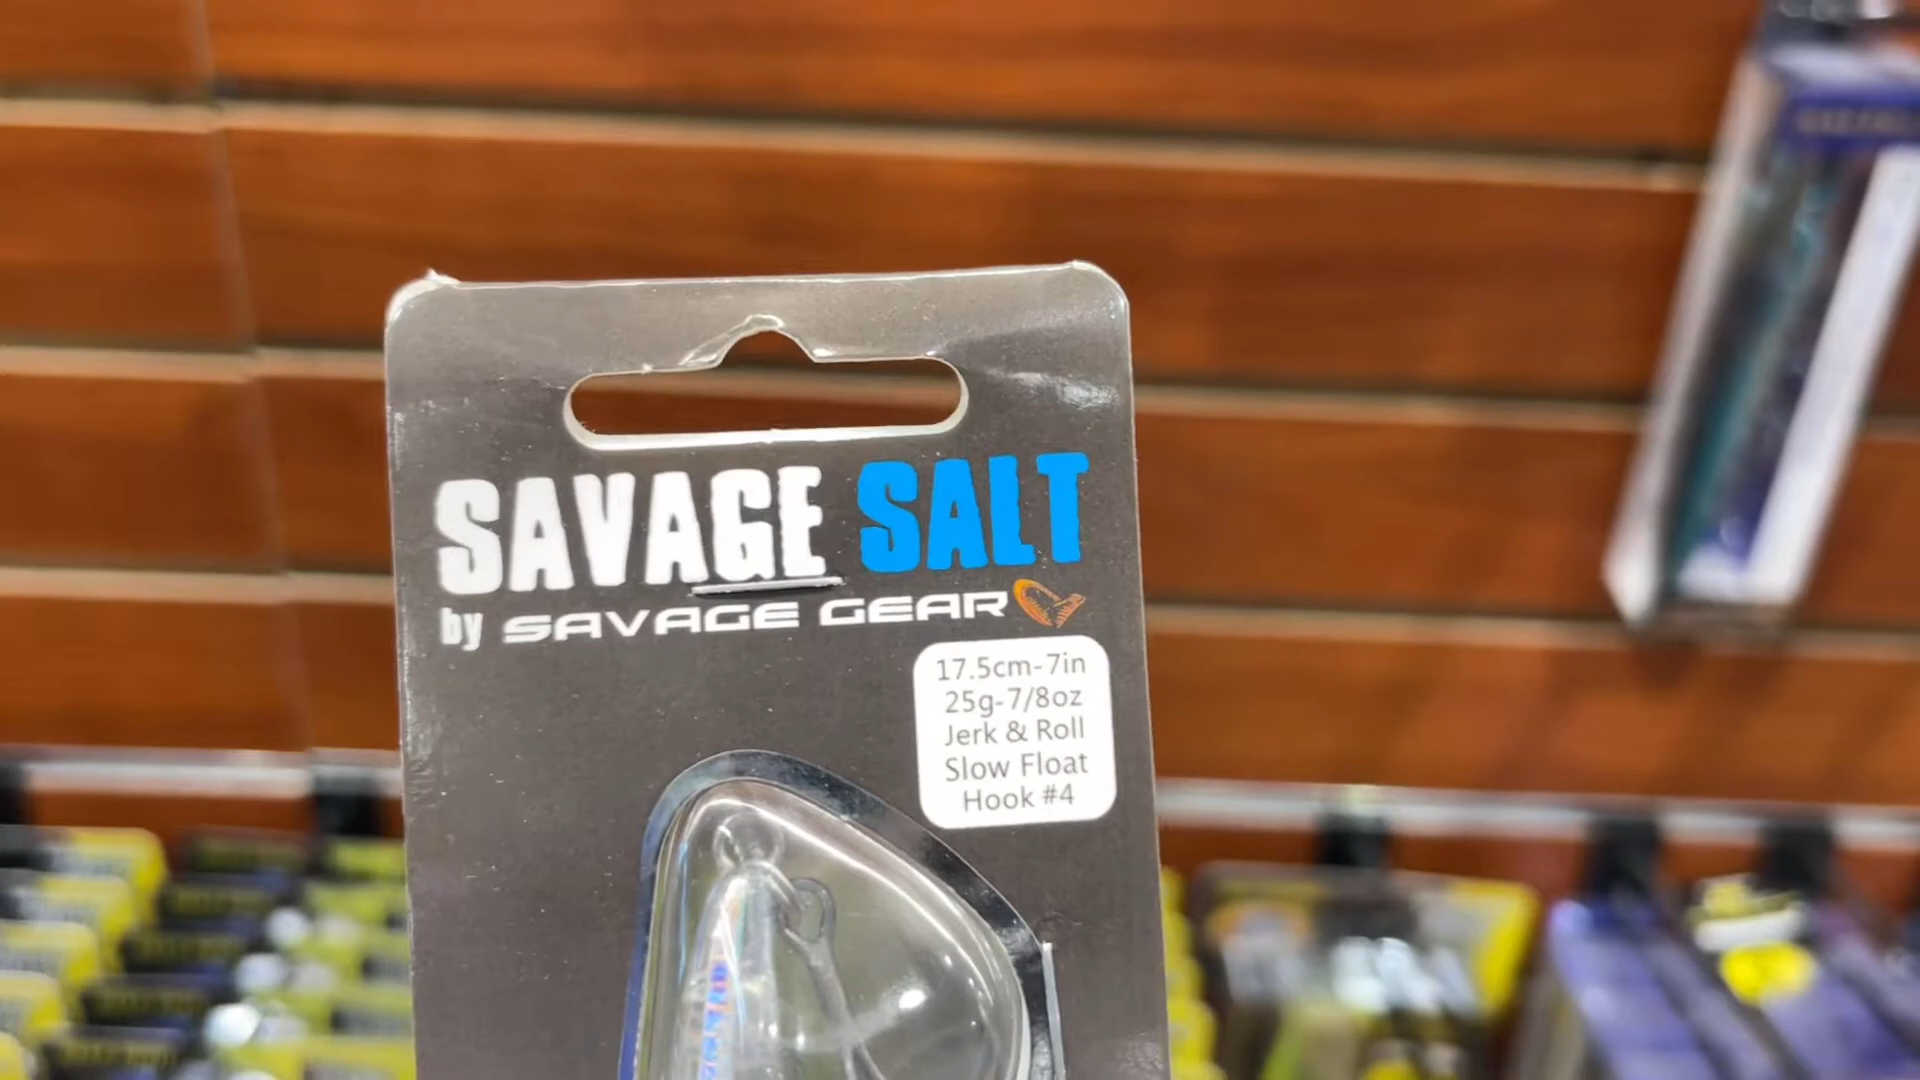 SAVAGE SALT
by SAVAGE GEAR
17.5cm-7in
25g-7/8oz
Jerk & Roll
Slow Float
Hook #4